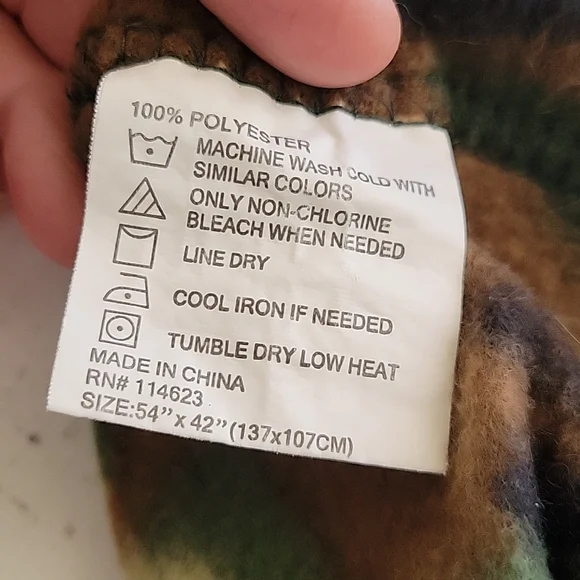 100% POLYESTER
MACHINE WASH COLD WITH
SIMILAR COLORS
ONLY NON-CHLORINE
BLEACH WHEN NEEDED
LINE DRY
COOL IRON IF NEEDED
TUMBLE DRY LOW HEAT
MADE IN CHINA
RN# 114623
SIZE:54”x 42”(137x107CM)